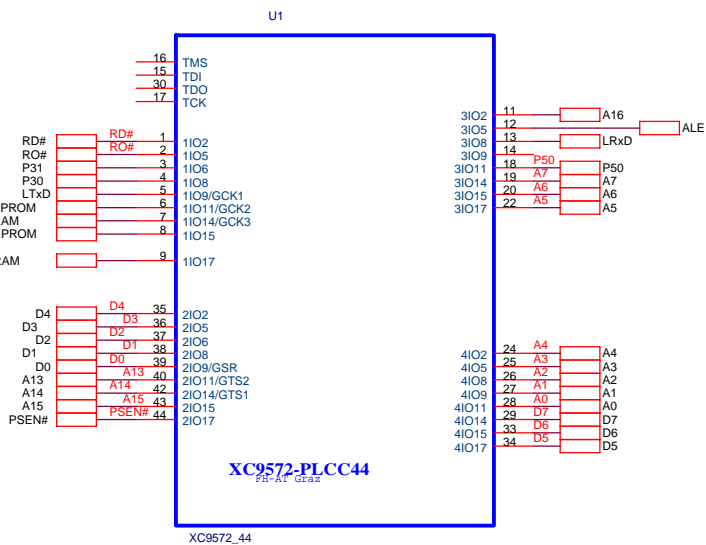 U1
16 TMS
15 TDI
30 TDO
17 TCK
RD# RD# 1 1IO2
RO# RO# 2 1IO5
P31 3 1IO6
P30 4 1IO8
LTxD 5 1IO9/GCK1
PROM 6 1IO11/GCK2
AM 7 1IO14/GCK3
PROM 8 1IO15
RAM 9 1IO17
D4 D4 35 2IO2
D3 D3 36 2IO5
D2 D2 37 2IO6
D1 D1 38 2IO8
D0 D0 39 2IO9/GSR
A13 A13 40 2IO11/GTS2
A14 A14 42 2IO14/GTS1
A15 A15 43 2IO15
PSEN# PSEN# 44 2IO17
3IO2 11 A16
3IO5 12 ALE
3IO8 13 LRxD
3IO9 14
3IO11 18 P50 P50
3IO14 19 A7 A7
3IO15 20 A6 A6
3IO17 22 A5 A5
4IO2 24 A4 A4
4IO5 25 A3 A3
4IO8 26 A2 A2
4IO9 27 A1 A1
4IO11 28 A0 A0
4IO14 29 D7 D7
4IO15 33 D6 D6
4IO17 34 D5 D5
XC9572-PLCC44
FH-AT Graz
XC9572_44